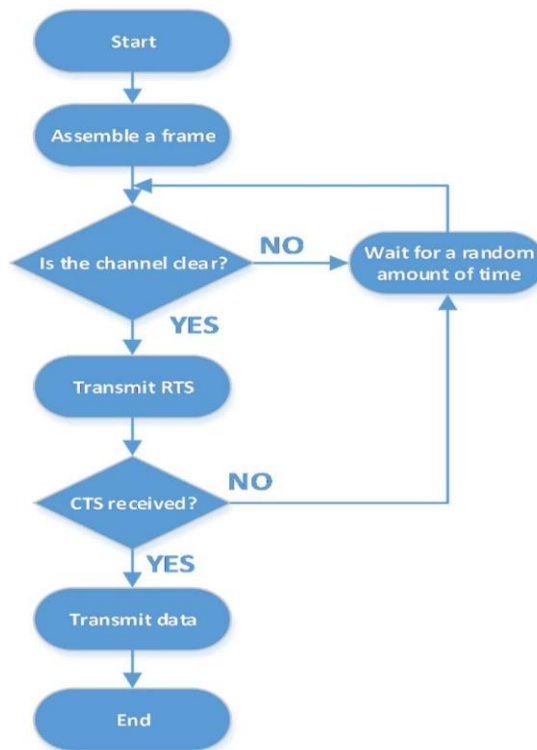 Start
Assemble a frame
Is the channel clear?
NO
Wait for a random
amount of time
YES
Transmit RTS
CTS received?
NO
YES
Transmit data
End